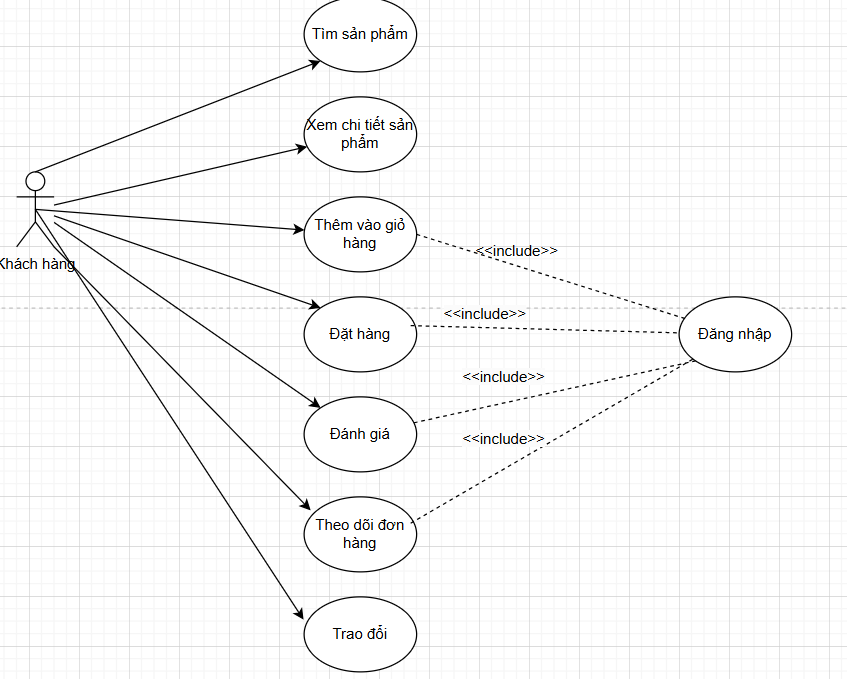 Tìm sản phẩm
Xem chi tiết sản
phẩm
Thêm vào giỏ
hàng
<<include>>
Khách hàng
<<include>>
Đặt hàng
Đăng nhập
<<include>>
Đánh giá
<<include>>
Theo dõi đơn
hàng
Trao đổi